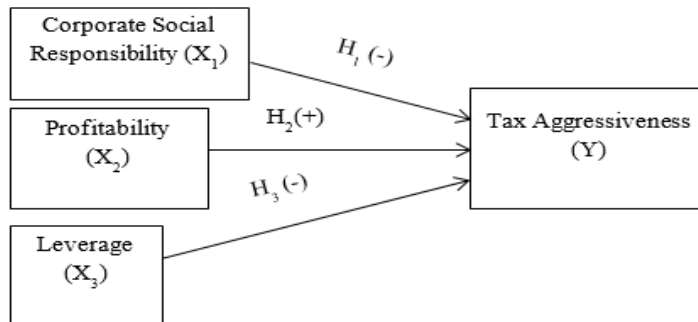 Corporate Social
Responsibility (X₁)
H₁ (-)
Profitability
(X₂)
H₂(+)
Tax Aggressiveness
(Y)
H₃ (-)
Leverage
(X₃)